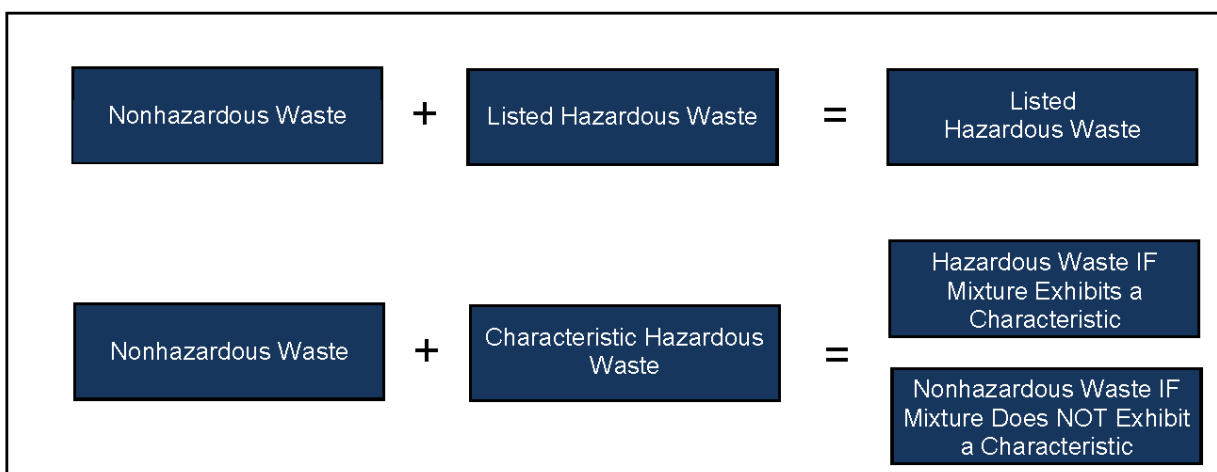 Nonhazardous Waste + Listed Hazardous Waste = Listed
Hazardous Waste
Nonhazardous Waste + Characteristic Hazardous
Waste =
Hazardous Waste IF
Mixture Exhibits a
Characteristic
Nonhazardous Waste IF
Mixture Does NOT Exhibit
a Characteristic